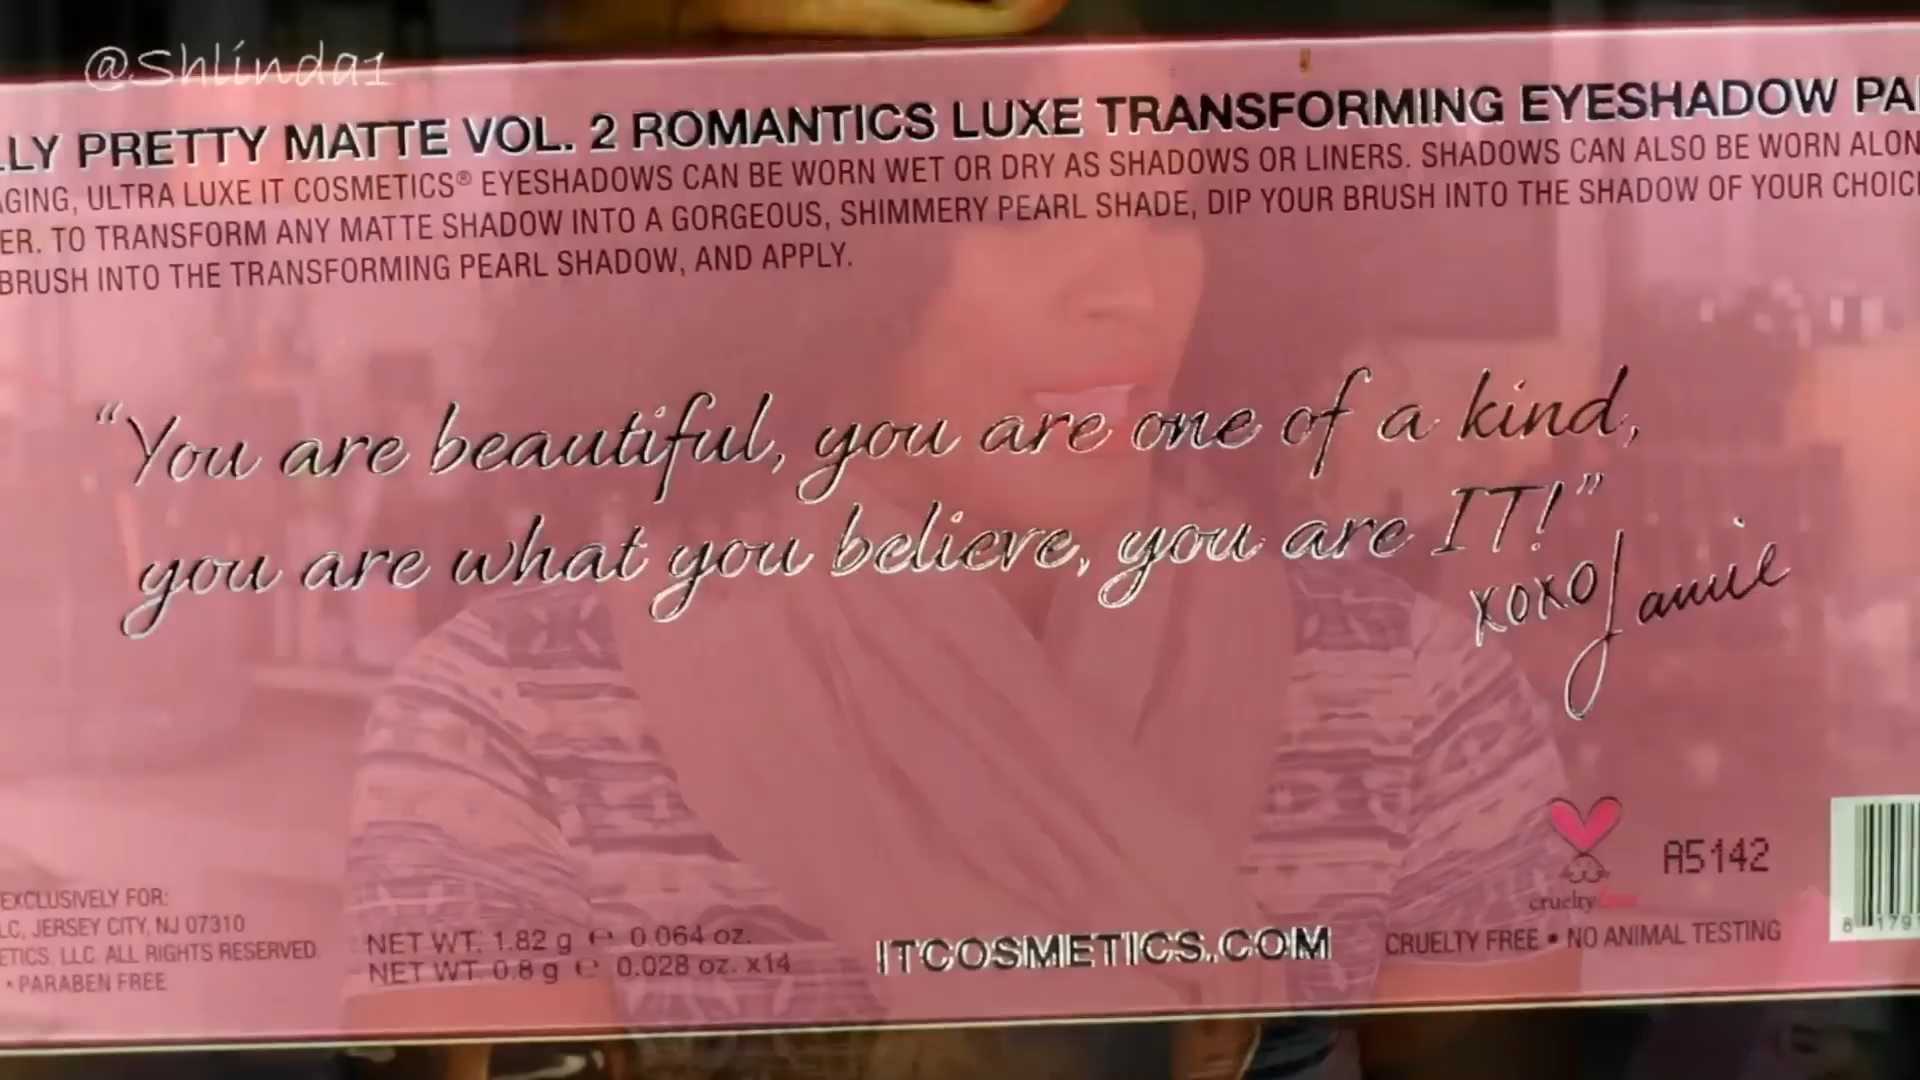 @Shlinda1
LLY PRETTY MATTE VOL. 2 ROMANTICS LUXE TRANSFORMING EYESHADOW PA
AGING, ULTRA LUXE IT COSMETICS® EYESHADOWS CAN BE WORN WET OR DRY AS SHADOWS OR LINERS. SHADOWS CAN ALSO BE WORN ALON
ER. TO TRANSFORM ANY MATTE SHADOW INTO A GORGEOUS, SHIMMERY PEARL SHADE, DIP YOUR BRUSH INTO THE SHADOW OF YOUR CHOIC
BRUSH INTO THE TRANSFORMING PEARL SHADOW, AND APPLY.
“You are beautiful, you are one of a kind,
you are what you believe, you are IT!”
xoxo Jamie
A5142
cruelty free
EXCLUSIVELY FOR:
LC, JERSEY CITY, NJ 07310
ETICS, LLC. ALL RIGHTS RESERVED.
• PARABEN FREE
NET WT. 1.82 g ℮ 0.064 oz.
NET WT. 0.8 g ℮ 0.028 oz. x14
ITCOSMETICS.COM
CRUELTY FREE • NO ANIMAL TESTING
8 1791